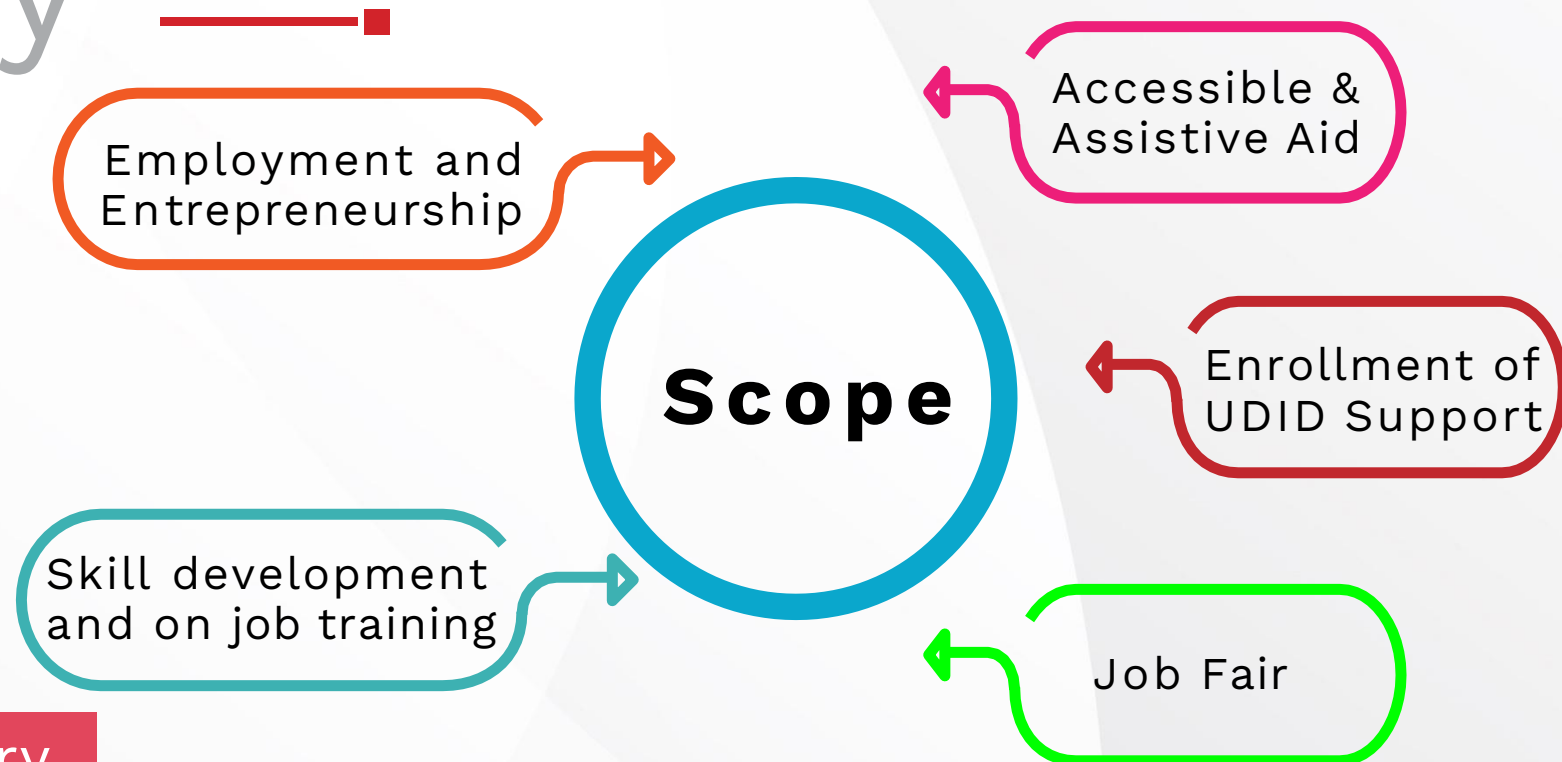 y
Employment and
Entrepreneurship
Skill development
and on job training
Scope
Accessible &
Assistive Aid
Enrollment of
UDID Support
Job Fair
ry